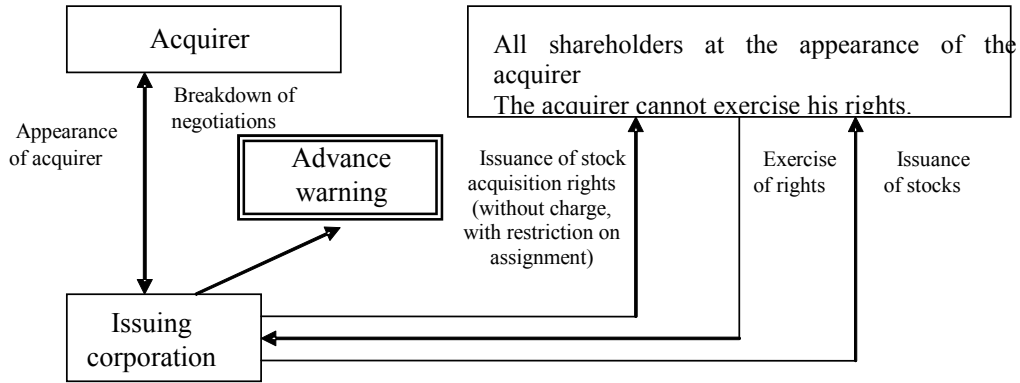 Acquirer
All shareholders at the appearance of the
acquirer
The acquirer cannot exercise his rights.
Appearance
of acquirer
Breakdown of
negotiations
Advance
warning
Issuance of stock
acquisition rights
(without charge,
with restriction on
assignment)
Exercise
of rights
Issuance
of stocks
Issuing
corporation